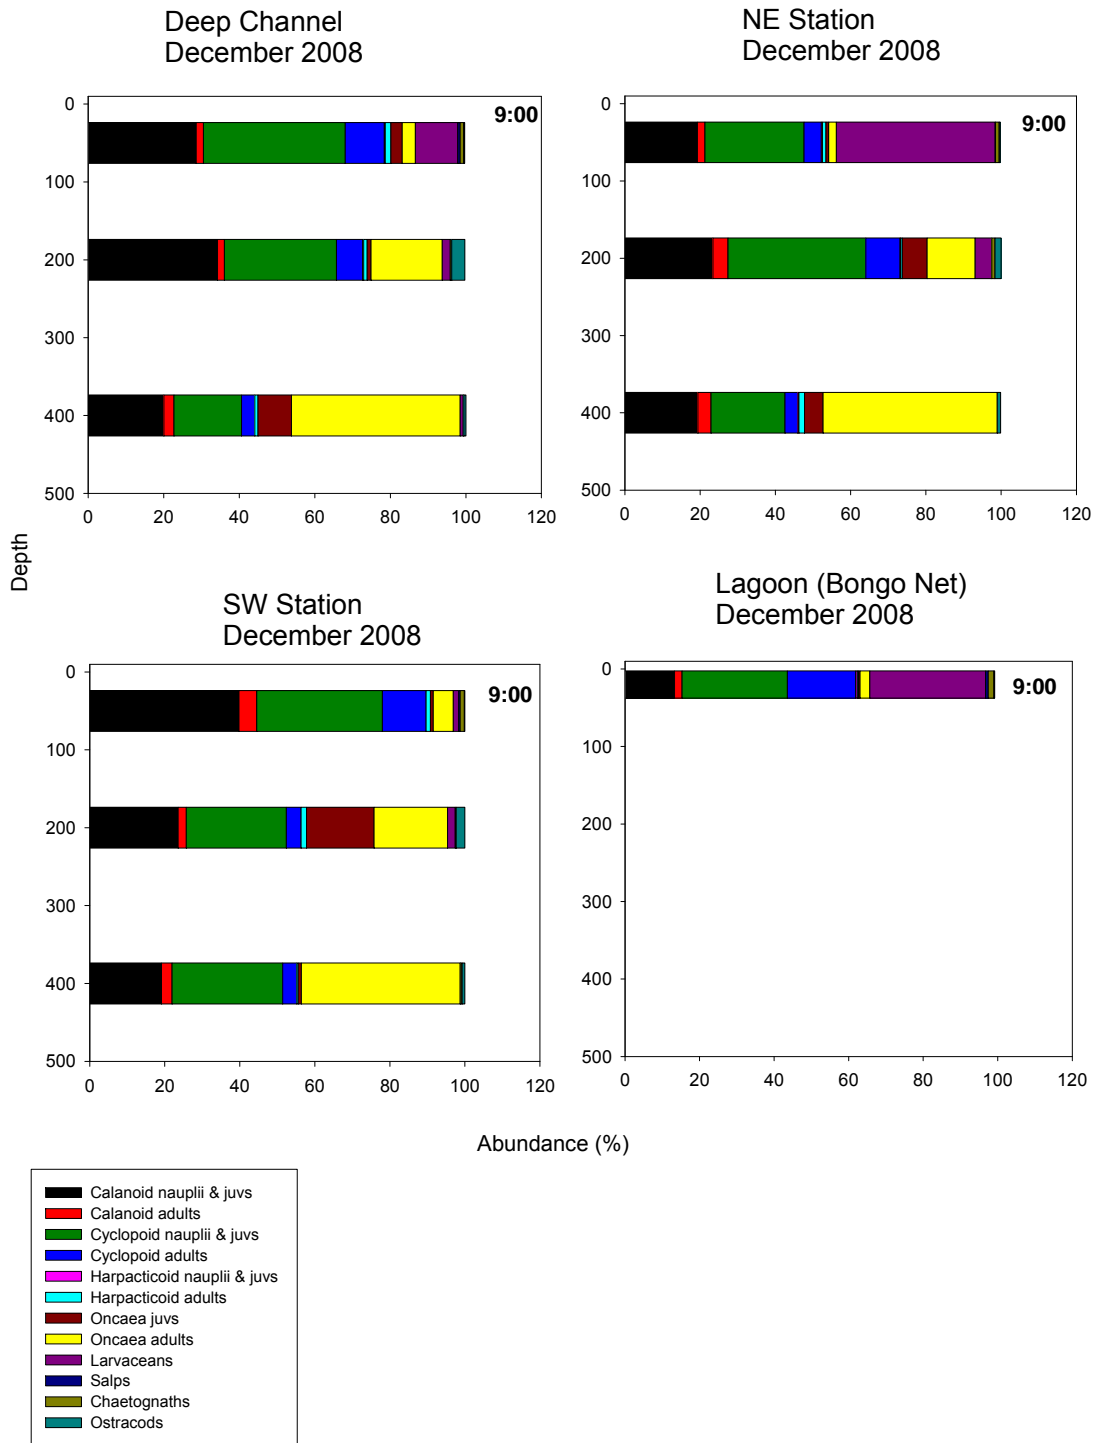 Deep Channel
December 2008
9:00
0
100
200
300
400
500
0 20 40 60 80 100 120
NE Station
December 2008
9:00
0
100
200
300
400
500
0 20 40 60 80 100 120
Depth
SW Station
December 2008
9:00
0
100
200
300
400
500
0 20 40 60 80 100 120
Lagoon (Bongo Net)
December 2008
9:00
0
100
200
300
400
500
0 20 40 60 80 100 120
Abundance (%)
Calanoid nauplii & juvs
Calanoid adults
Cyclopoid nauplii & juvs
Cyclopoid adults
Harpacticoid nauplii & juvs
Harpacticoid adults
Oncaea juvs
Oncaea adults
Larvaceans
Salps
Chaetognaths
Ostracods